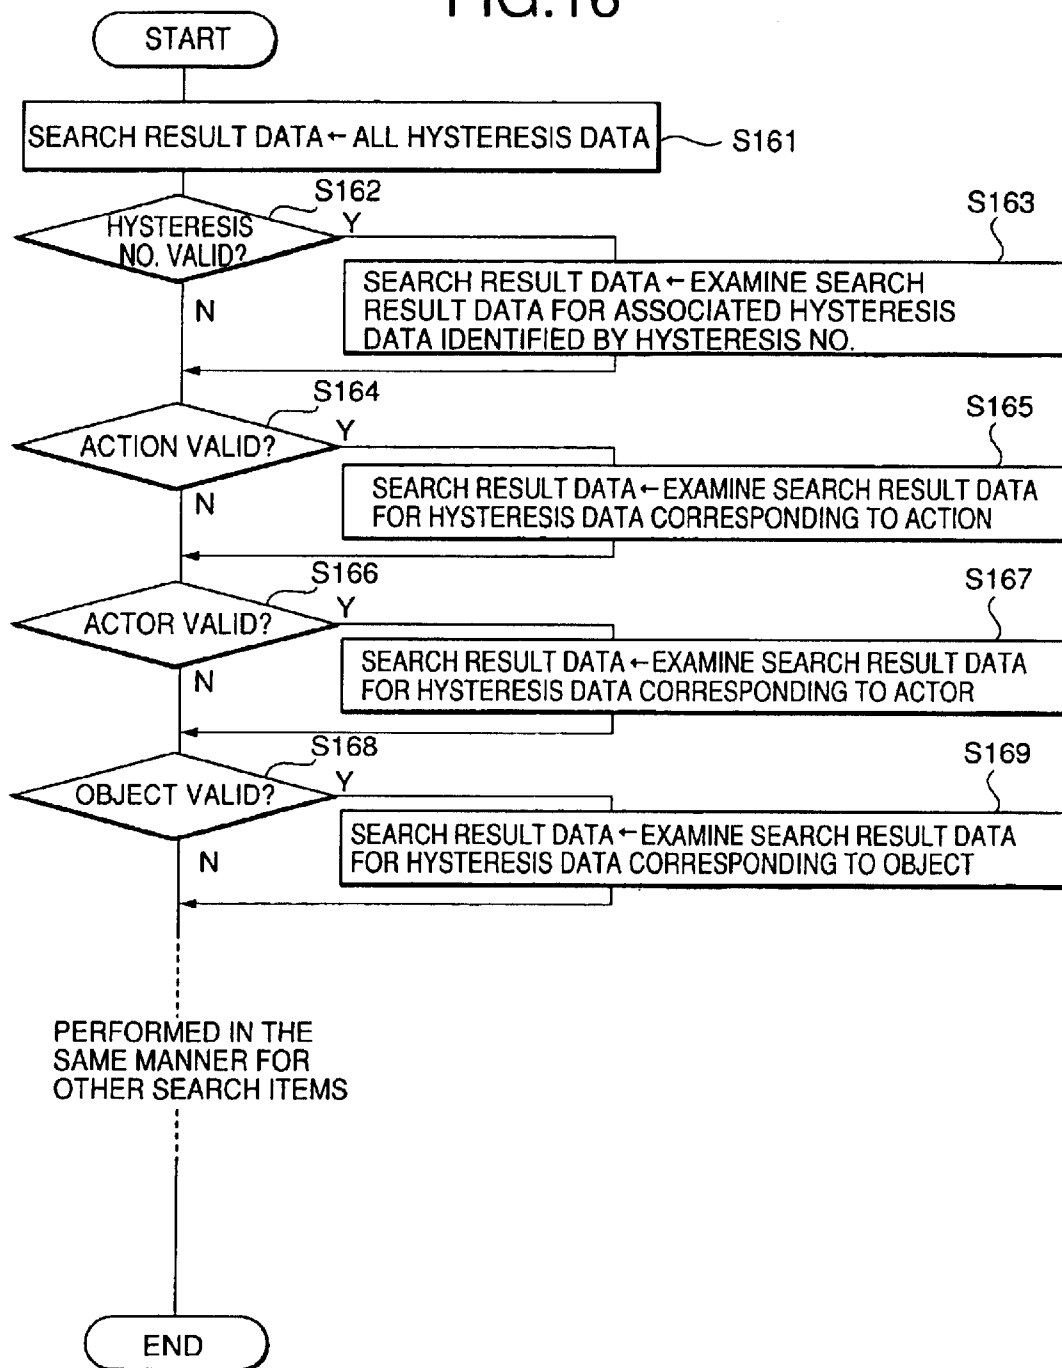 FIG.16
START
SEARCH RESULT DATA←ALL HYSTERESIS DATA
S161
S162
HYSTERESIS
NO. VALID?
Y
N
S163
SEARCH RESULT DATA←EXAMINE SEARCH
RESULT DATA FOR ASSOCIATED HYSTERESIS
DATA IDENTIFIED BY HYSTERESIS NO.
S164
ACTION VALID?
Y
N
S165
SEARCH RESULT DATA←EXAMINE SEARCH RESULT DATA
FOR HYSTERESIS DATA CORRESPONDING TO ACTION
S166
ACTOR VALID?
Y
N
S167
SEARCH RESULT DATA←EXAMINE SEARCH RESULT DATA
FOR HYSTERESIS DATA CORRESPONDING TO ACTOR
S168
OBJECT VALID?
Y
N
S169
SEARCH RESULT DATA←EXAMINE SEARCH RESULT DATA
FOR HYSTERESIS DATA CORRESPONDING TO OBJECT
PERFORMED IN THE
SAME MANNER FOR
OTHER SEARCH ITEMS
END